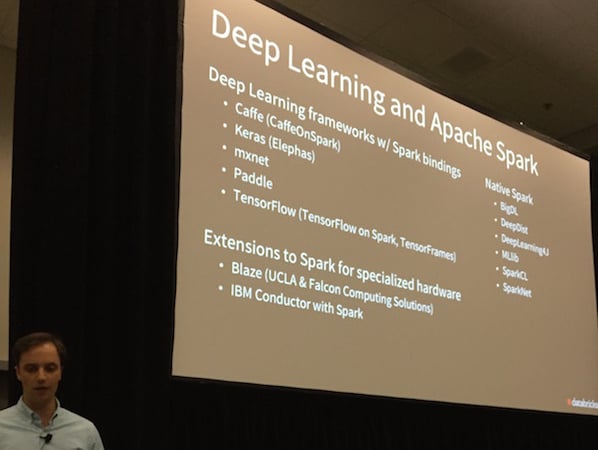 Deep Learning and Apache Spark
Deep Learning frameworks w/ Spark bindings
• Caffe (CaffeOnSpark)
• Keras (Elephas)
• mxnet
• Paddle
• TensorFlow (TensorFlow on Spark, TensorFrames)
Extensions to Spark for specialized hardware
• Blaze (UCLA & Falcon Computing Solutions)
• IBM Conductor with Spark
Native Spark
• BigDL
• DeepDist
• DeepLearning4J
• MLlib
• SparkCL
• SparkNet
databricks